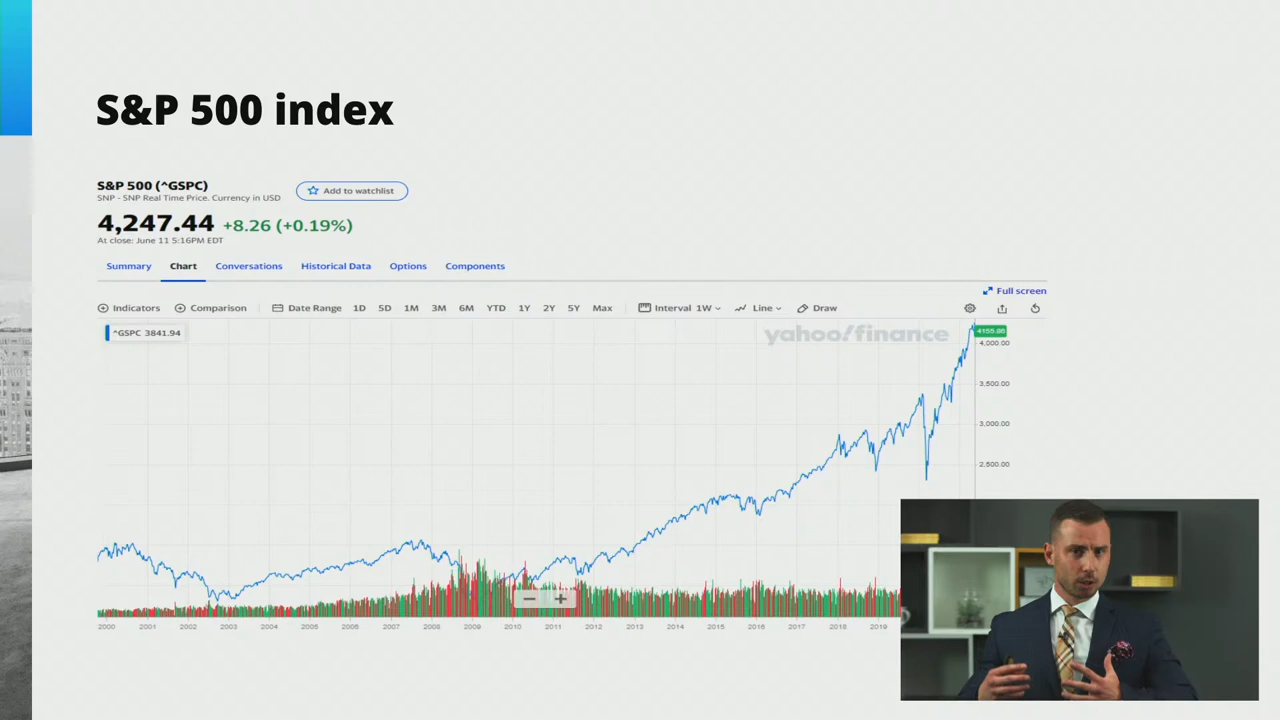 S&P 500 index
S&P 500 (^GSPC)
Add to watchlist
SNP - SNP Real Time Price. Currency in USD
4,247.44 +8.26 (+0.19%)
At close: June 11 5:16PM EDT
Summary Chart Conversations Historical Data Options Components
Full screen
Indicators Comparison Date Range 1D 5D 1M 3M 6M YTD 1Y 2Y 5Y Max Interval 1W Line Draw
^GSPC 3841.94
yahoo!finance
4155.86
4,000.00
3,500.00
3,000.00
2,500.00
2000 2001 2002 2003 2004 2005 2006 2007 2008 2009 2010 2011 2012 2013 2014 2015 2016 2017 2018 2019